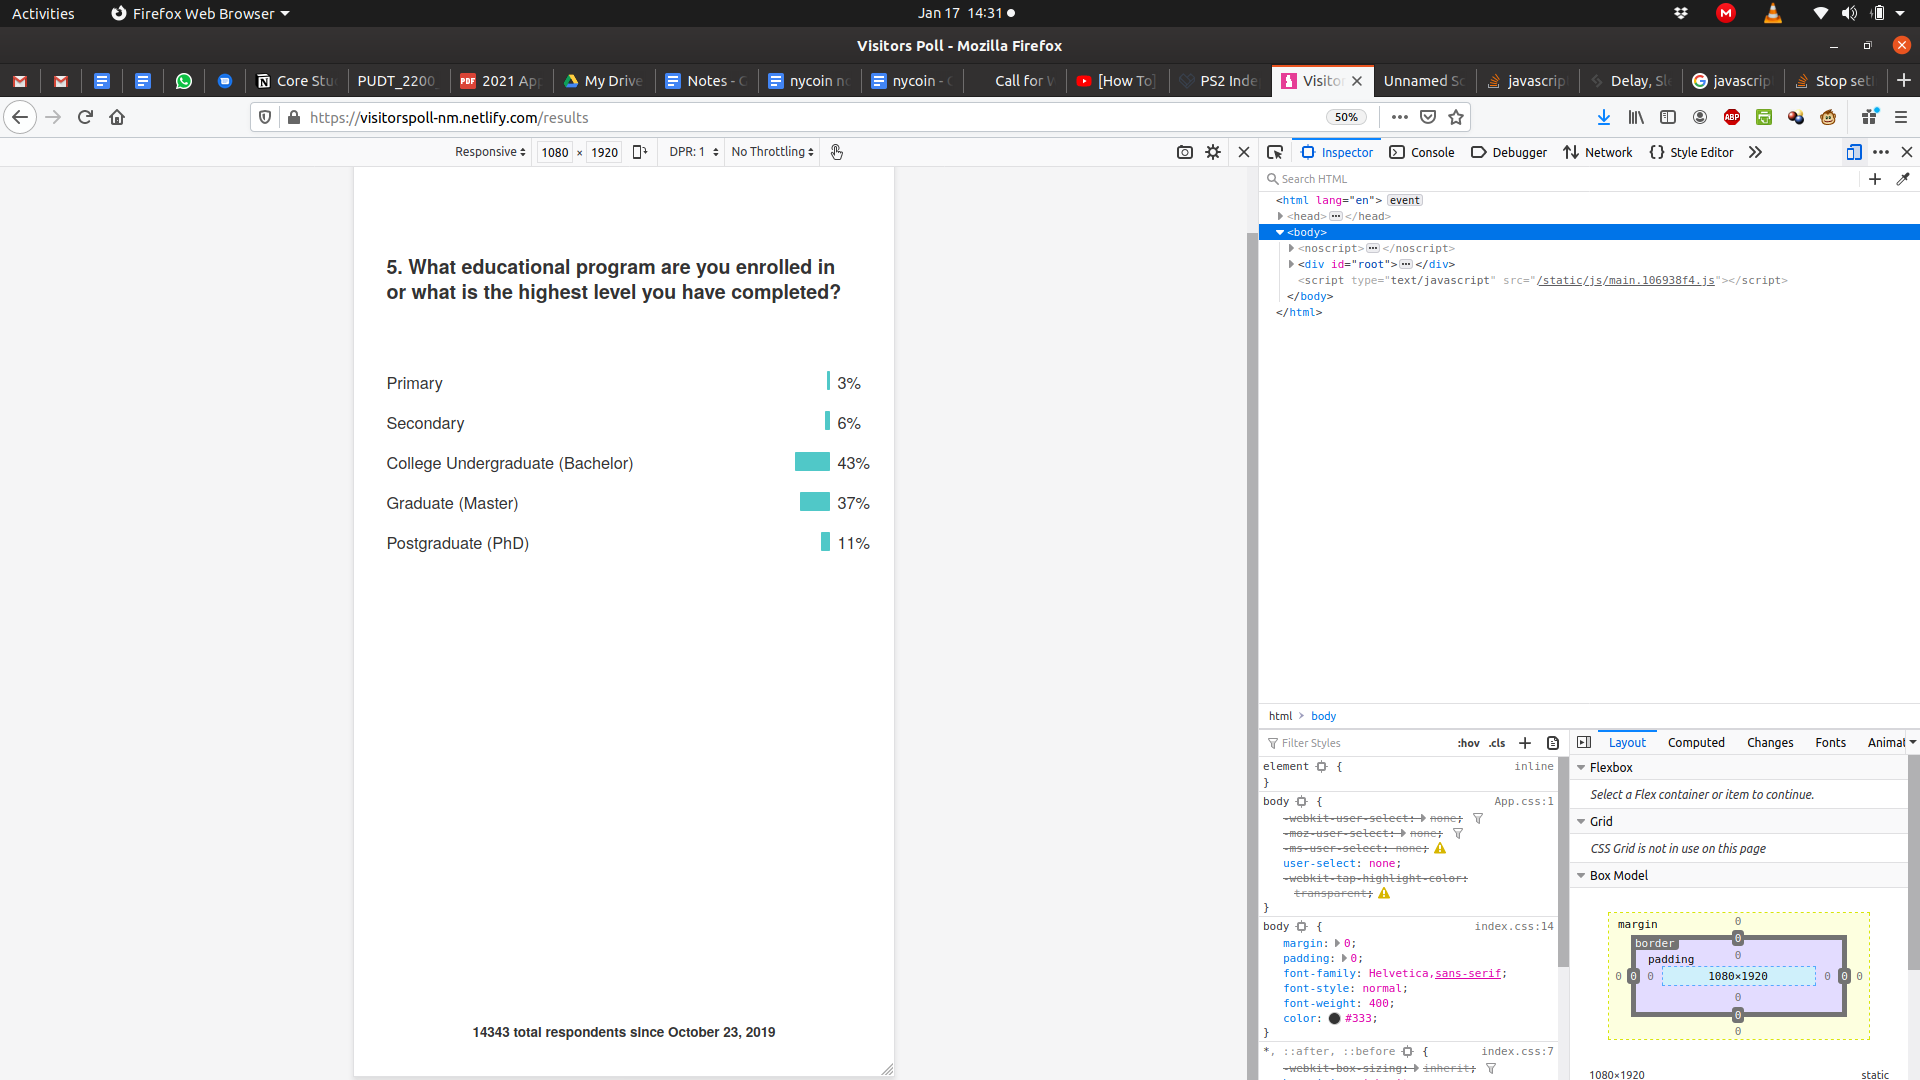 Activities
Firefox Web Browser
Jan 17 14:31
Visitors Poll - Mozilla Firefox
Core Stu
PUDT_2200
2021 Ap
My Drive
Notes - G
nycoin no
nycoin - G
Call for W
[How To]
PS2 Inde
Visitor
Unnamed Sc
javascrip
Delay, Sle
javascrip
Stop set
https://visitorspoll-nm.netlify.com/results
50%
ABP
Responsive
1080 × 1920
DPR: 1
No Throttling
Inspector
Console
Debugger
Network
Style Editor
Search HTML
<html lang="en"> event
<head> ··· </head>
<body>
<noscript> ··· </noscript>
<div id="root"> ··· </div>
<script type="text/javascript" src="/static/js/main.106938f4.js"></script>
</body>
</html>
5. What educational program are you enrolled in
or what is the highest level you have completed?
Primary 3%
Secondary 6%
College Undergraduate (Bachelor) 43%
Graduate (Master) 37%
Postgraduate (PhD) 11%
14343 total respondents since October 23, 2019
html > body
Filter Styles
:hov .cls
element { inline
}
body { App.css:1
-webkit-user-select: none;
-moz-user-select: none;
-ms-user-select: none;
user-select: none;
-webkit-tap-highlight-color:
transparent;
}
body { index.css:14
margin: 0;
padding: 0;
font-family: Helvetica,sans-serif;
font-style: normal;
font-weight: 400;
color: #333;
}
*, ::after, ::before { index.css:7
-webkit-box-sizing: inherit;
Layout
Computed
Changes
Fonts
Animat
Flexbox
Select a Flex container or item to continue.
Grid
CSS Grid is not in use on this page
Box Model
margin 0
border 0
padding 0
0 0 0 1080×1920 0 0 0
0
0
0
1080×1920 static